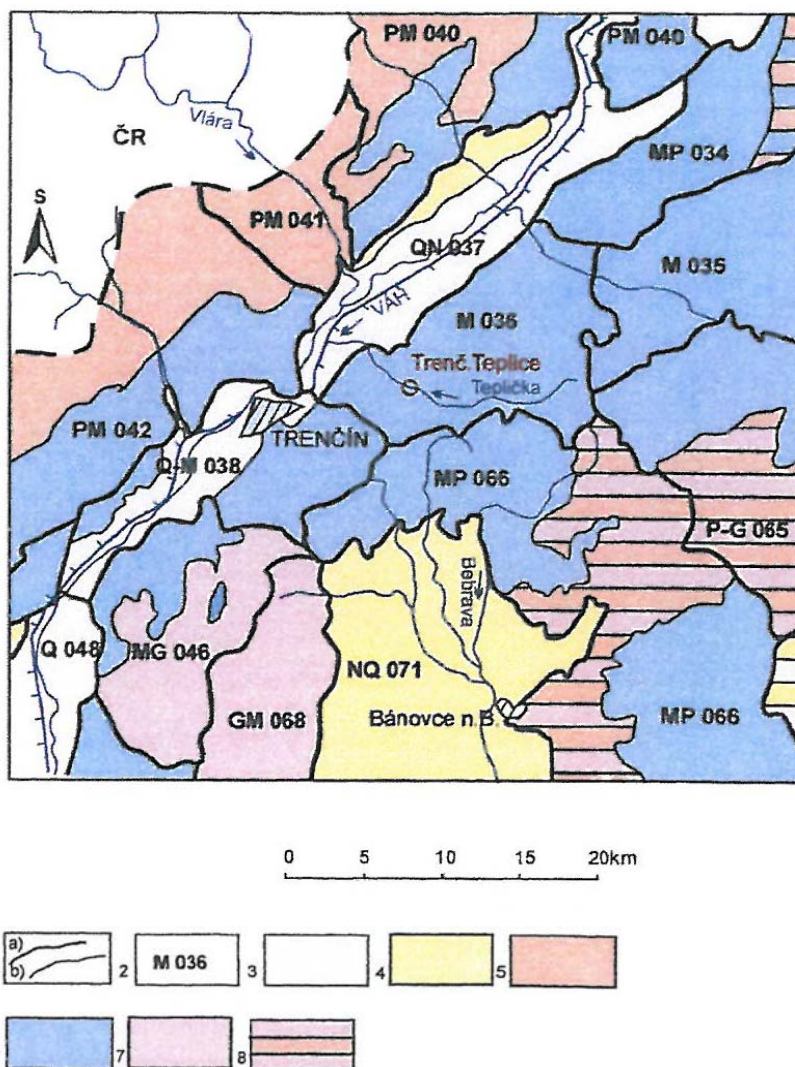 PM 040
PM 040
Vlára
ČR
MP 034
S
PM 041
QN 037
M 035
VÁH
M 036
Trenč.Teplice
Teplička
PM 042
TRENČÍN
Q-M 038
MP 066
P-G 065
Bebrava
Q 048
MG 046
NQ 071
GM 068
Bánovce n.B.
MP 066
0 5 10 15 20km
a)
b)
2
M 036
3
4
5
7
8